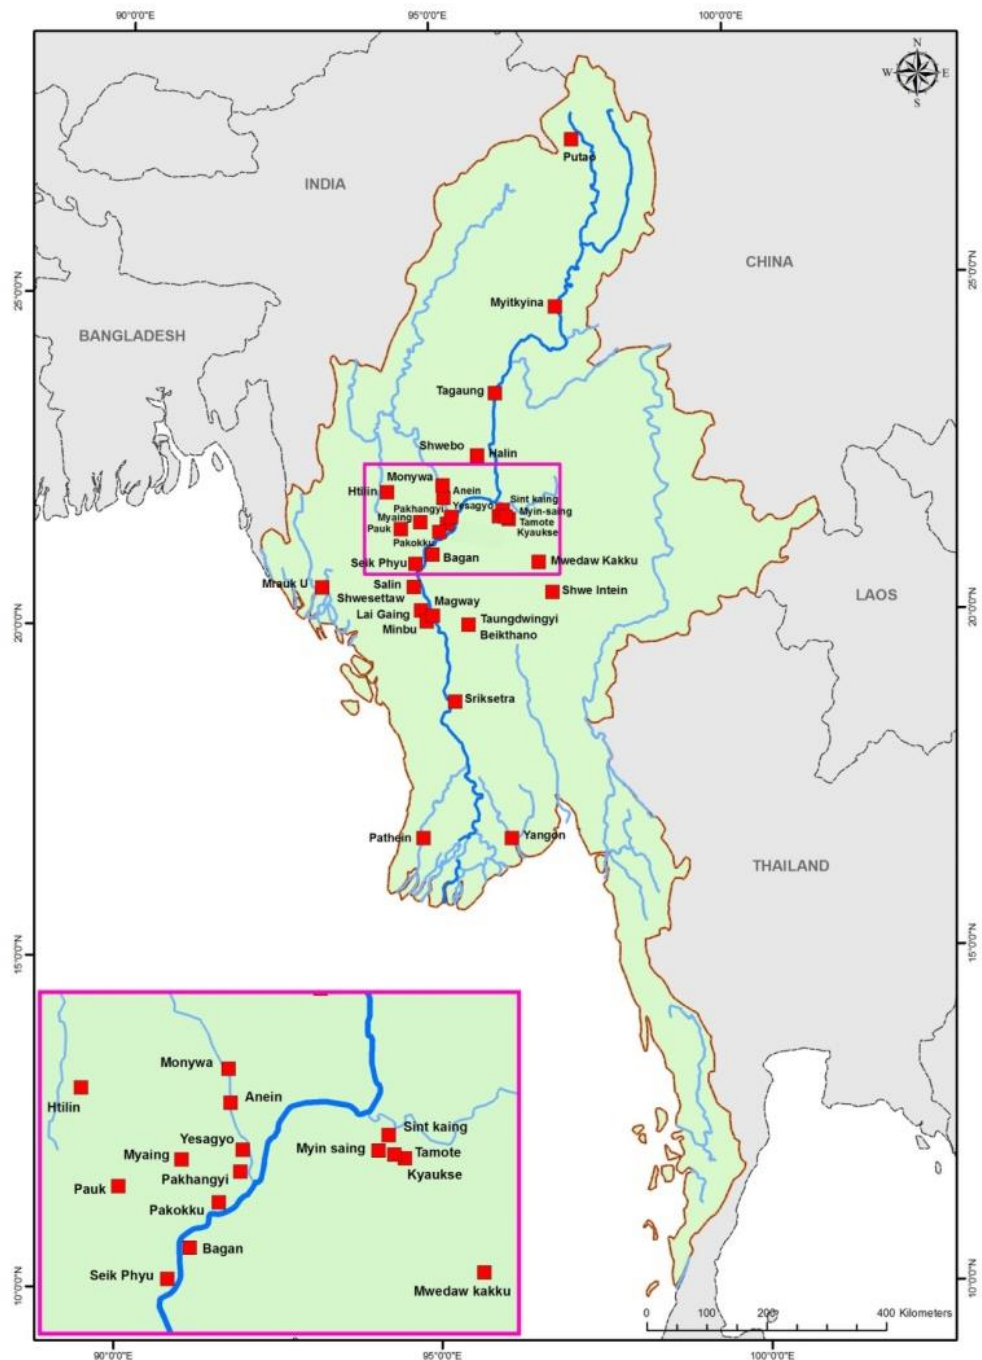 90°0'0"E
95°0'0"E
100°0'0"E
N
W
E
S
Putao
INDIA
CHINA
25°0'0"N
25°0'0"N
Myitkyina
BANGLADESH
Tagaung
Shwebo
Halin
Monywa
Htilin
Anein
Sint kaing
Pakhangyi
Yesagyo
Myin-saing
Myaing
Tamote
Pauk
Kyaukse
Pakokku
Bagan
Mwedaw Kakku
Seik Phyu
Mrauk U
Salin
Shwe Intein
LAOS
Shwesettaw
Magway
Lai Gaing
Taungdwingyi
Minbu
Beikthano
20°0'0"N
20°0'0"N
Sriksetra
Pathein
Yangon
THAILAND
15°0'0"N
15°0'0"N
Monywa
Htilin
Anein
Sint kaing
Yesagyo
Myin saing
Tamote
Myaing
Pakhangyi
Kyaukse
Pauk
Pakokku
Bagan
Seik Phyu
Mwedaw kakku
10°0'0"N
10°0'0"N
0 100 200 400 Kilometers
90°0'0"E
95°0'0"E
100°0'0"E